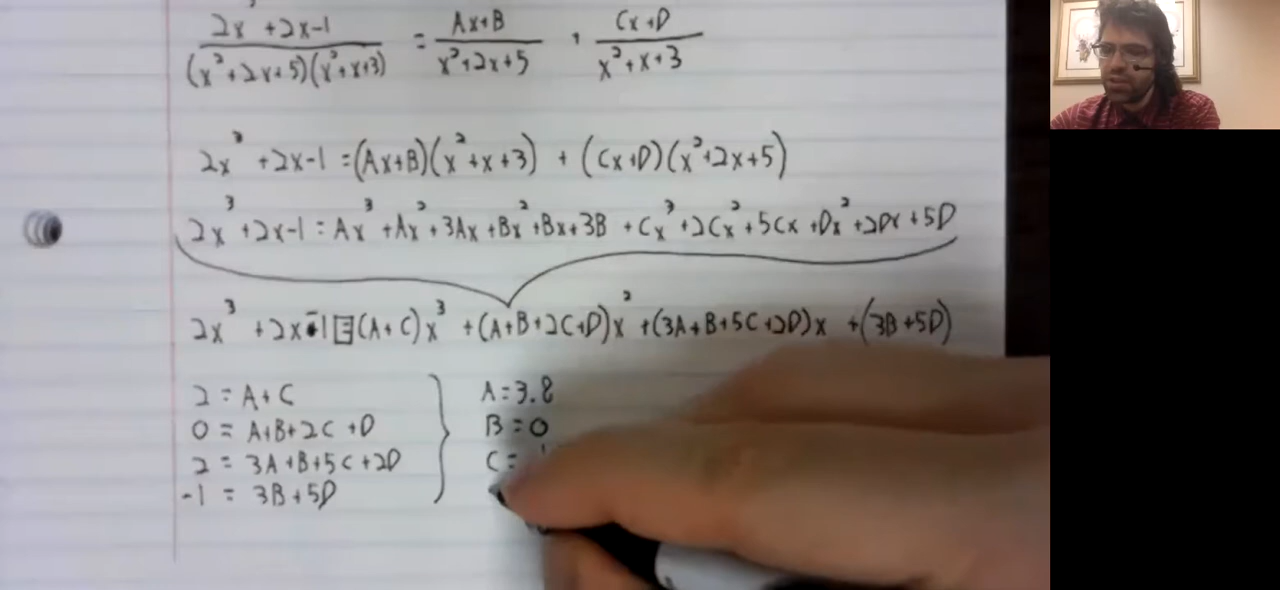 2x³ + 2x - 1 / (x² + 2x + 5)(x² + x + 3) = Ax + B / x² + 2x + 5 + Cx + D / x² + x + 3
2x³ + 2x - 1 = (Ax + B)(x² + x + 3) + (Cx + D)(x² + 2x + 5)
2x³ + 2x - 1 = Ax³ + Ax² + 3Ax + Bx² + Bx + 3B + Cx³ + 2Cx² + 5Cx + Dx² + 2Dx + 5D
2x³ + 2x - 1 = (A + C)x³ + (A + B + 2C + D)x² + (3A + B + 5C + 2D)x + (3B + 5D)
2 = A + C
0 = A + B + 2C + D
2 = 3A + B + 5C + 2D
-1 = 3B + 5D
A = 3.8
B = 0
C =